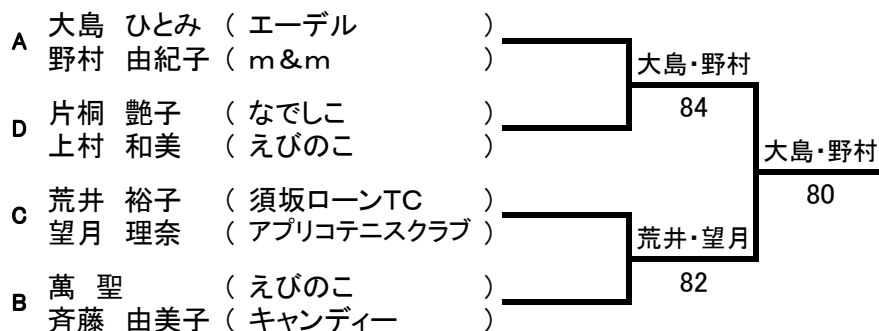 A 大島 ひとみ ( エーデル )
野村 由紀子 ( m&m )
大島・野村
84
D 片桐 艶子 ( なでしこ )
上村 和美 ( えびのこ )
大島・野村
80
C 荒井 裕子 ( 須坂ローンTC )
望月 理奈 ( アプリコテニスクラブ )
荒井・望月
82
B 萬 聖 ( えびのこ )
斉藤 由美子 ( キャンディー )